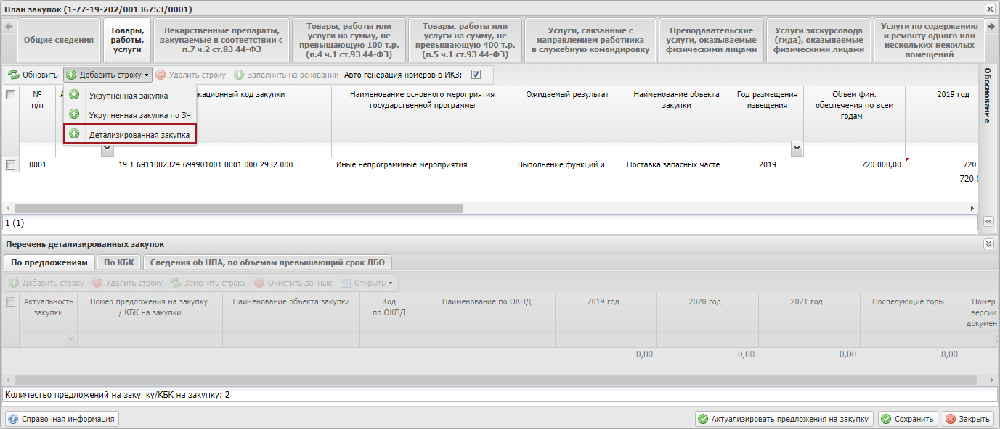 План закупок (1-77-19-202/00136753/0001)
Общие сведения
Товары,
работы,
услуги
Лекарственные препараты,
закупаемые в соответствии с
п.7 ч.2 ст.83 44-ФЗ
Товары, работы или
услуги на сумму, не
превышающую 100 т.р.
(п.4 ч.1 ст.93 44-ФЗ)
Товары, работы или
услуги на сумму, не
превышающую 400 т.р.
(п.5 ч.1 ст.93 44-ФЗ)
Услуги, связанные с
направлением работника
в служебную командировку
Преподавательские
услуги, оказываемые
физическими лицами
Услуги экскурсовода
(гида), оказываемые
физическими лицами
Услуги по содержанию
и ремонту одного или
нескольких нежилых
помещений
Обновить Добавить строку Удалить строку Заполнить на основании Авто генерация номеров в ИКЗ:
Укрупненная закупка
Укрупненная закупка по ЗЧ
Детализированная закупка
№
п/п
кационный код закупки
Наименование основного мероприятия
государственной программы
Ожидаемый результат
Наименование объекта
закупки
Год размещения
извещения
Объем фин.
обеспечения по всем
годам
2019 год
Обоснование
0001 19 1 6911002324 694901001 0001 000 2932 000 Иные непрограммные мероприятия Выполнение функций и ... Поставка запасных часте... 2019 720 000,00 720
720
1 (1)
Перечень детализированных закупок
По предложениям По КБК Сведения об НПА, по объемам превышающий срок ЛБО
Добавить строку Удалить строку Заменить строку Очистить данные Открыть
Актуальность
закупки
Номер предложения на закупку
/ КБК на закупки
Наименование объекта закупки
Код
по ОКПД
Наименование по ОКПД
2019 год
2020 год
2021 год
Последующие годы
Номер
версии
докумен
0,00 0,00 0,00 0,00
Количество предложений на закупку/КБК на закупку: 2
Справочная информация Актуализировать предложения на закупку Сохранить Закрыть